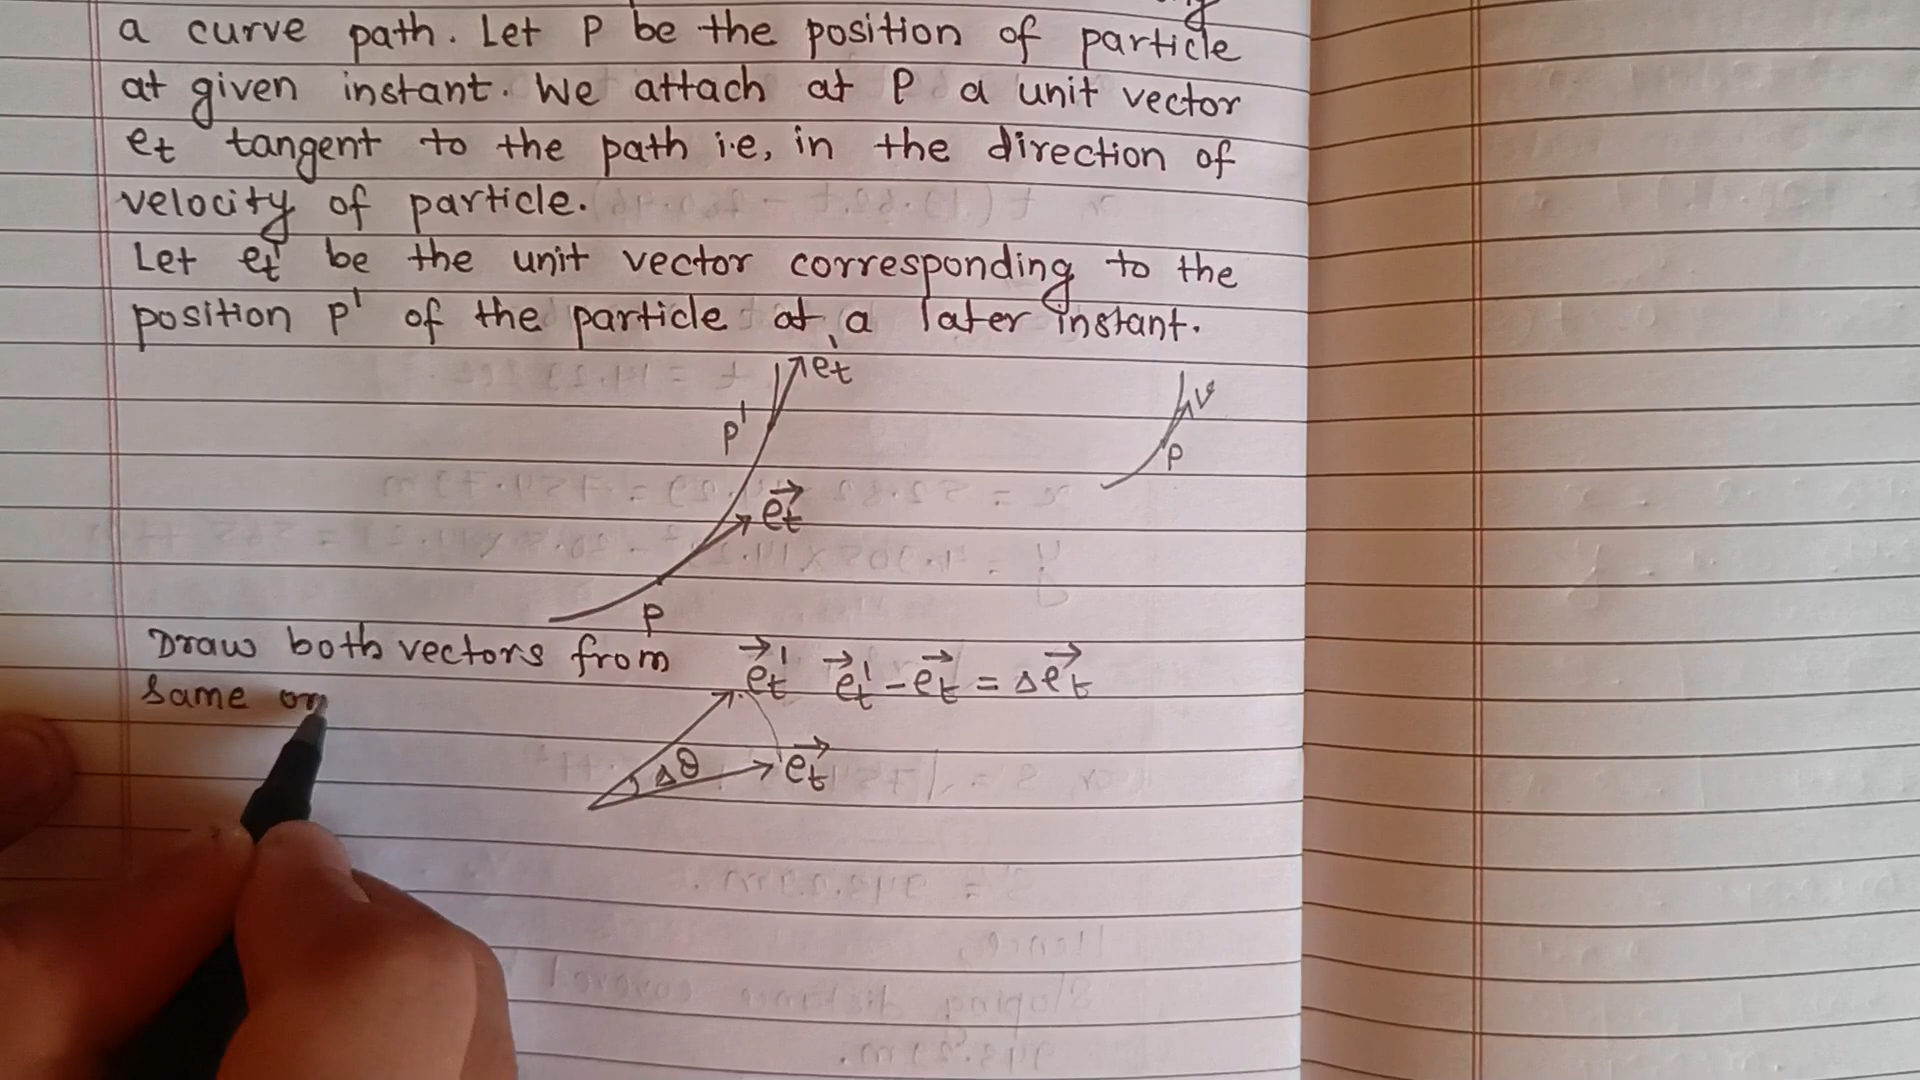 a curve path. Let P be the position of particle
at given instant. We attach at P a unit vector
et tangent to the path i.e, in the direction of
velocity of particle.
Let et' be the unit vector corresponding to the
position P' of the particle at a later instant.
et'
P'
v
P
et
P
Draw both vectors from
same or
et' et' - et = Δet
Δθ
et